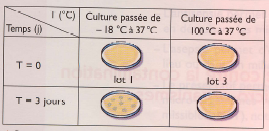 I (°C)
Temps (j)
Culture passée de
– 18 °C à 37 °C
Culture passée de
100 °C à 37 °C
T = 0
lot 1
lot 3
T = 3 jours